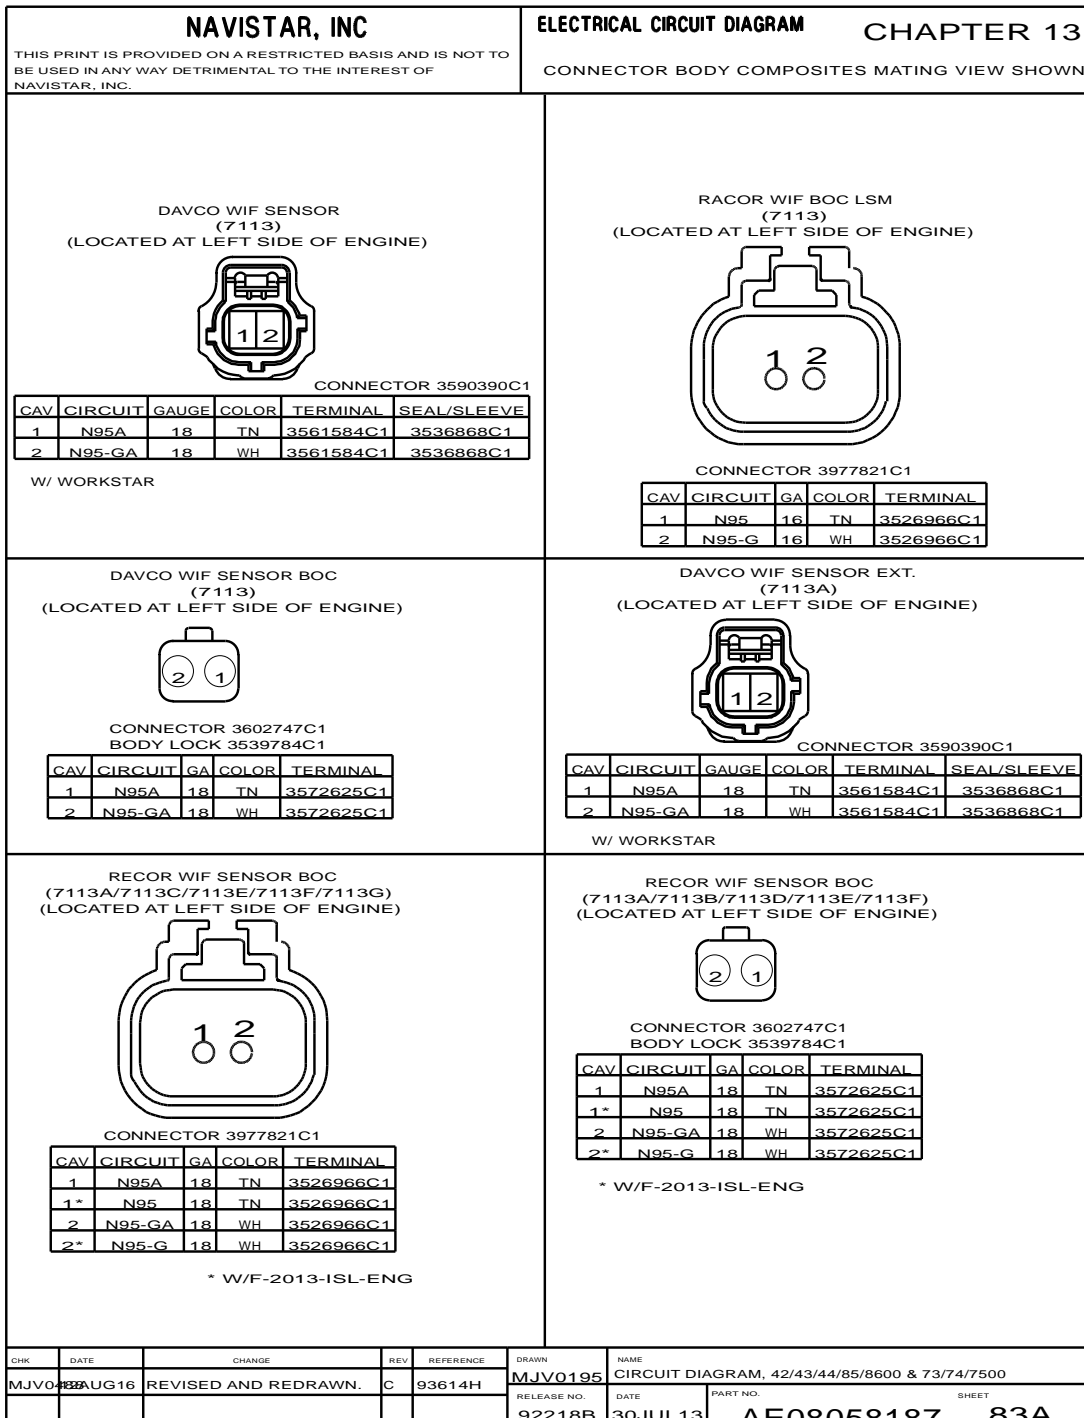 NAVISTAR, INC
THIS PRINT IS PROVIDED ON A RESTRICTED BASIS AND IS NOT TO
BE USED IN ANY WAY DETRIMENTAL TO THE INTEREST OF
NAVISTAR, INC.
ELECTRICAL CIRCUIT DIAGRAM
CHAPTER 13
CONNECTOR BODY COMPOSITES MATING VIEW SHOWN
DAVCO WIF SENSOR
(7113)
(LOCATED AT LEFT SIDE OF ENGINE)
1 2
CONNECTOR 3590390C1
CAV CIRCUIT GAUGE COLOR TERMINAL SEAL/SLEEVE
1 N95A 18 TN 3561584C1 3536868C1
2 N95-GA 18 WH 3561584C1 3536868C1
W/ WORKSTAR
RACOR WIF BOC LSM
(7113)
(LOCATED AT LEFT SIDE OF ENGINE)
1 2
CONNECTOR 3977821C1
CAV CIRCUIT GA COLOR TERMINAL
1 N95 16 TN 3526966C1
2 N95-G 16 WH 3526966C1
DAVCO WIF SENSOR BOC
(7113)
(LOCATED AT LEFT SIDE OF ENGINE)
2 1
CONNECTOR 3602747C1
BODY LOCK 3539784C1
CAV CIRCUIT GA COLOR TERMINAL
1 N95A 18 TN 3572625C1
2 N95-GA 18 WH 3572625C1
DAVCO WIF SENSOR EXT.
(7113A)
(LOCATED AT LEFT SIDE OF ENGINE)
1 2
CONNECTOR 3590390C1
CAV CIRCUIT GAUGE COLOR TERMINAL SEAL/SLEEVE
1 N95A 18 TN 3561584C1 3536868C1
2 N95-GA 18 WH 3561584C1 3536868C1
W/ WORKSTAR
RECOR WIF SENSOR BOC
(7113A/7113C/7113E/7113F/7113G)
(LOCATED AT LEFT SIDE OF ENGINE)
1 2
CONNECTOR 3977821C1
CAV CIRCUIT GA COLOR TERMINAL
1 N95A 18 TN 3526966C1
1* N95 18 TN 3526966C1
2 N95-GA 18 WH 3526966C1
2* N95-G 18 WH 3526966C1
* W/F-2013-ISL-ENG
RECOR WIF SENSOR BOC
(7113A/7113B/7113D/7113E/7113F)
(LOCATED AT LEFT SIDE OF ENGINE)
2 1
CONNECTOR 3602747C1
BODY LOCK 3539784C1
CAV CIRCUIT GA COLOR TERMINAL
1 N95A 18 TN 3572625C1
1* N95 18 TN 3572625C1
2 N95-GA 18 WH 3572625C1
2* N95-G 18 WH 3572625C1
* W/F-2013-ISL-ENG
CHK DATE CHANGE REV REFERENCE
REVISED AND REDRAWN. C 93614H
DRAWN
MJV0195
NAME
CIRCUIT DIAGRAM, 42/43/44/85/8600 & 73/74/7500
RELEASE NO. DATE PART NO. SHEET
92218B 30JUL13 AE08058187 83A